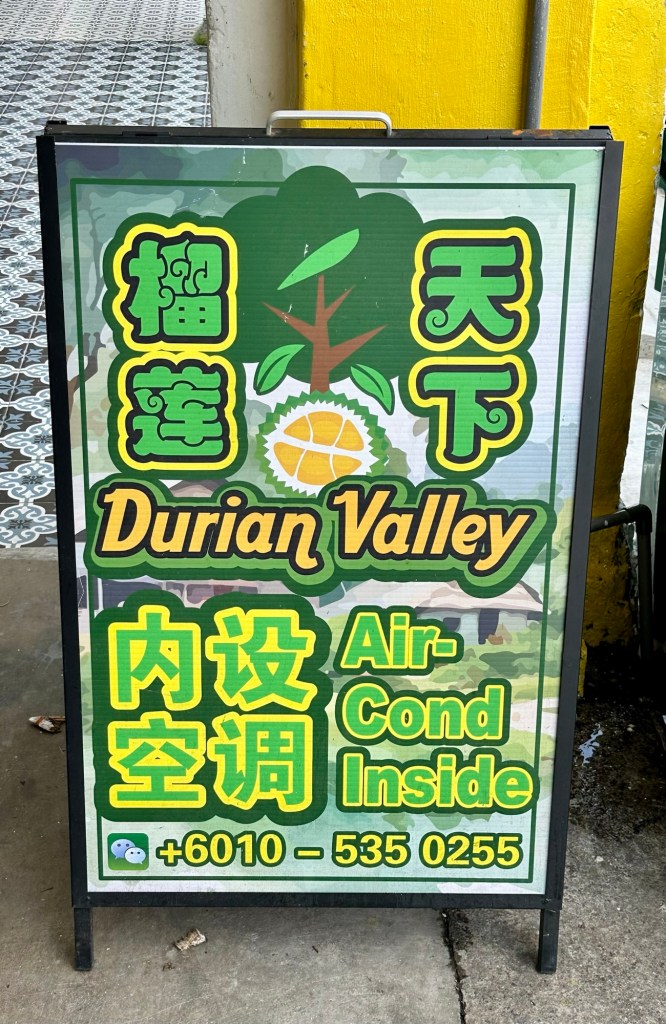 榴莲
天下
Durian Valley
内设
空调
Air-
Cond
Inside
+6010 – 535 0255